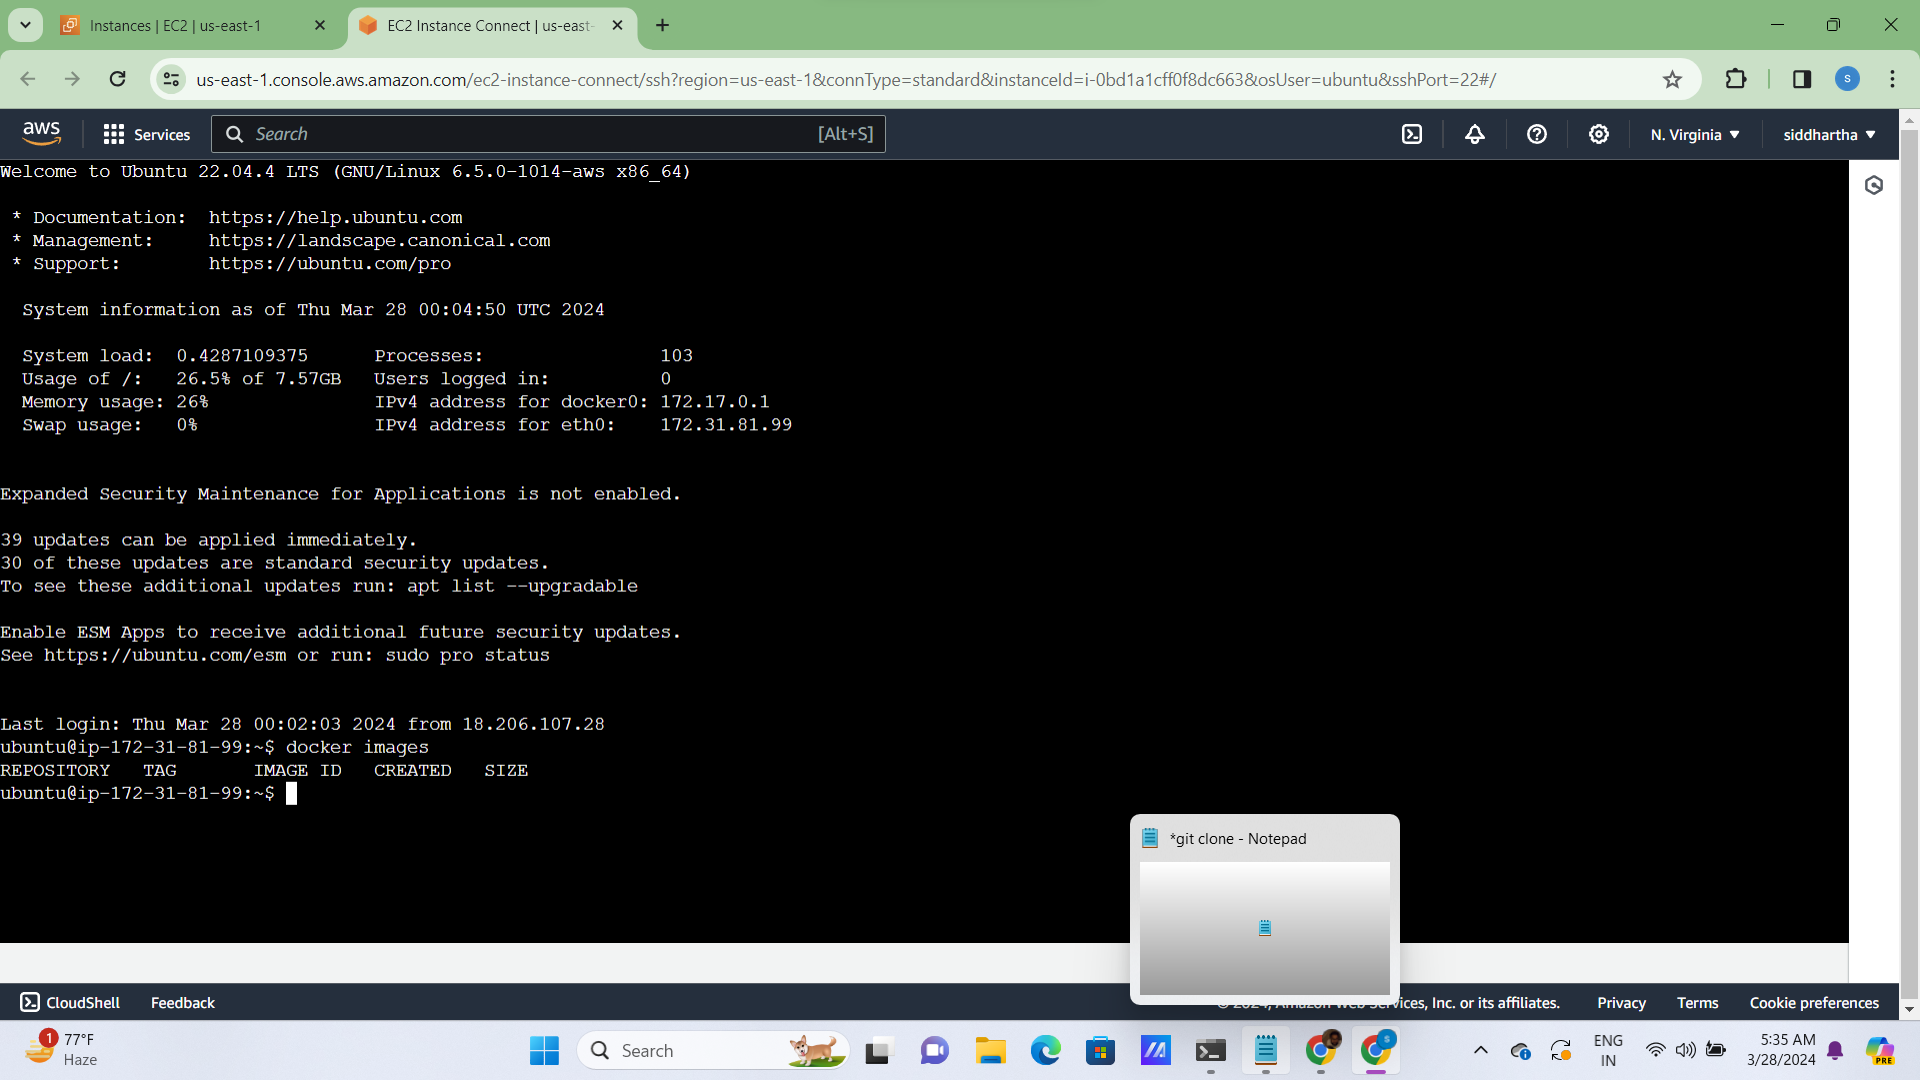 Instances | EC2 | us-east-1
EC2 Instance Connect | us-east-
us-east-1.console.aws.amazon.com/ec2-instance-connect/ssh?region=us-east-1&connType=standard&instanceId=i-0bd1a1cff0f8dc663&osUser=ubuntu&sshPort=22#/
S
aws Services Search [Alt+S] N. Virginia siddhartha
Welcome to Ubuntu 22.04.4 LTS (GNU/Linux 6.5.0-1014-aws x86_64)
* Documentation: https://help.ubuntu.com
* Management: https://landscape.canonical.com
* Support: https://ubuntu.com/pro
System information as of Thu Mar 28 00:04:50 UTC 2024
System load: 0.4287109375 Processes: 103
Usage of /: 26.5% of 7.57GB Users logged in: 0
Memory usage: 26% IPv4 address for docker0: 172.17.0.1
Swap usage: 0% IPv4 address for eth0: 172.31.81.99
Expanded Security Maintenance for Applications is not enabled.
39 updates can be applied immediately.
30 of these updates are standard security updates.
To see these additional updates run: apt list --upgradable
Enable ESM Apps to receive additional future security updates.
See https://ubuntu.com/esm or run: sudo pro status
Last login: Thu Mar 28 00:02:03 2024 from 18.206.107.28
ubuntu@ip-172-31-81-99:~$ docker images
REPOSITORY TAG IMAGE ID CREATED SIZE
ubuntu@ip-172-31-81-99:~$
*git clone - Notepad
CloudShell Feedback © 2024, Amazon Web Services, Inc. or its affiliates. Privacy Terms Cookie preferences
1
77°F
Haze
Search
S
ENG
IN
5:35 AM
3/28/2024
PRE